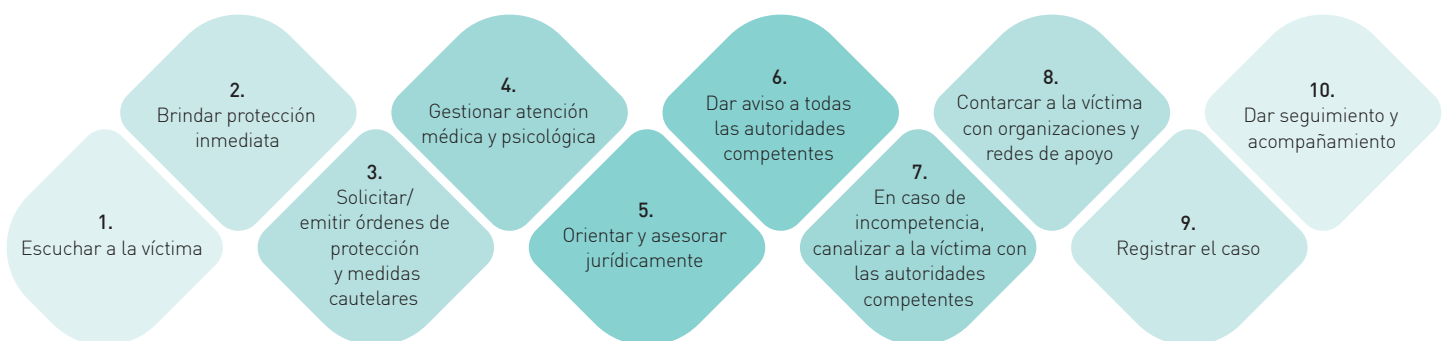 1.
Escuchar a la víctima
2.
Brindar protección
inmediata
3.
Solicitar/
emitir órdenes de
protección
y medidas
cautelares
4.
Gestionar atención
médica y psicológica
5.
Orientar y asesorar
jurídicamente
6.
Dar aviso a todas
las autoridades
competentes
7.
En caso de
incompetencia,
canalizar a la víctima con
las autoridades
competentes
8.
Contarcar a la víctima
con organizaciones y
redes de apoyo
9.
Registrar el caso
10.
Dar seguimiento y
acompañamiento